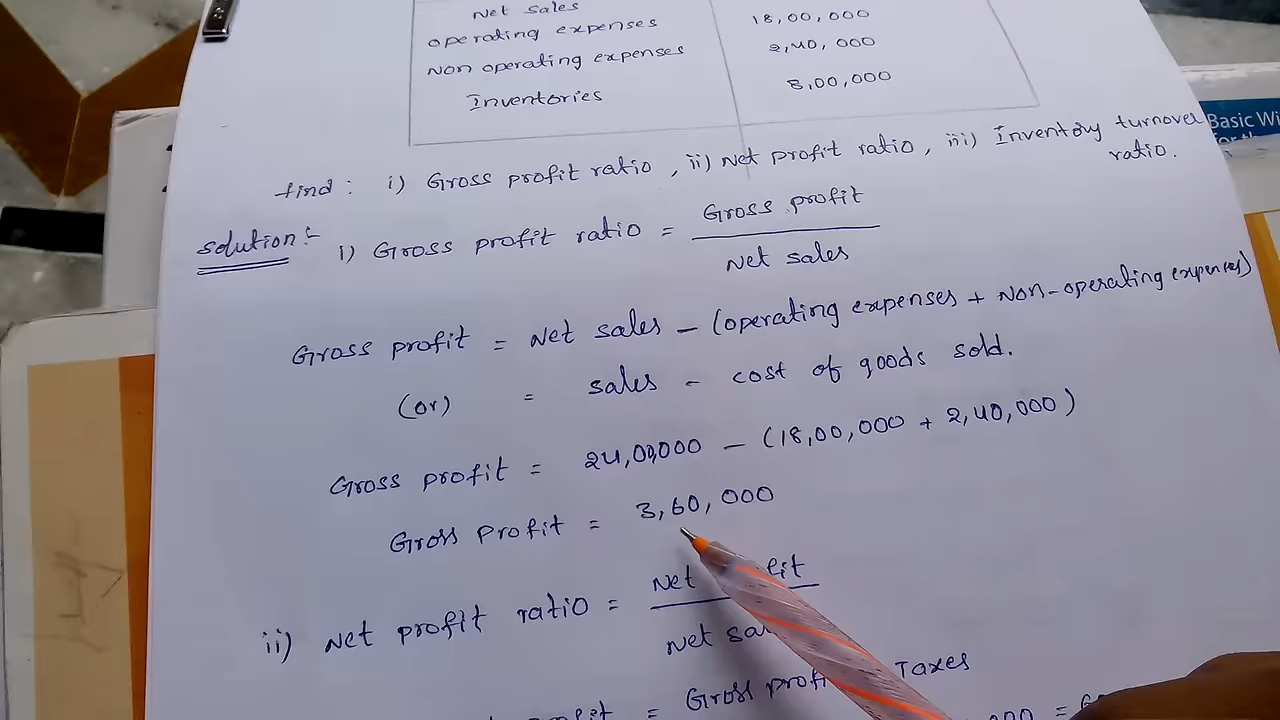 Net sales
operating expenses 18,00,000
Non operating expenses 2,40,000
Inventories 3,00,000
find: i) Gross profit ratio, ii) Net profit ratio, iii) Inventory turnover ratio.
Basic Wi
solution:- i) Gross profit ratio = Gross profit
Net sales
Gross profit = Net sales - (operating expenses + Non-operating expenses)
(or) = sales - cost of goods sold.
Gross profit = 24,00,000 - (18,00,000 + 2,40,000)
Gross Profit = 3,60,000
ii) Net profit ratio = Net
Net
= Gross Taxes